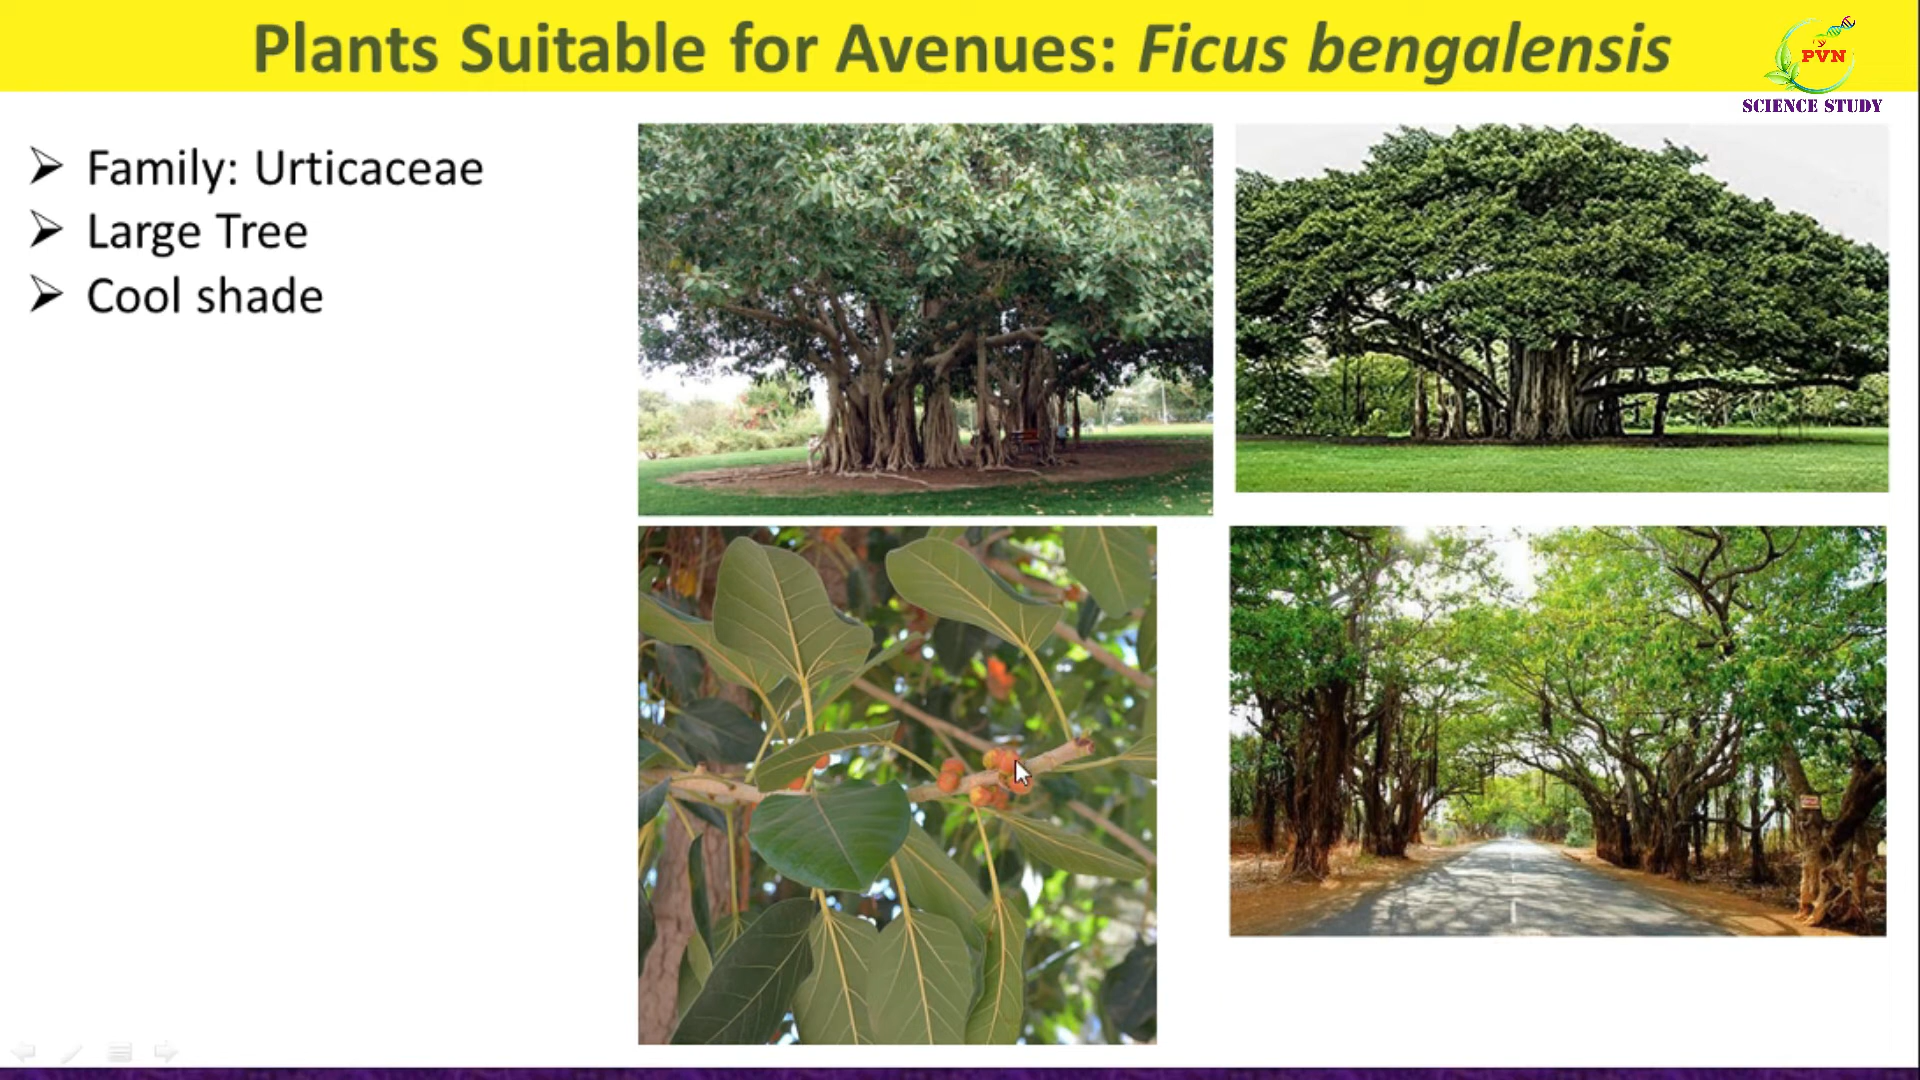 Plants Suitable for Avenues: Ficus bengalensis
PVN
SCIENCE STUDY
Family: Urticaceae
Large Tree
Cool shade